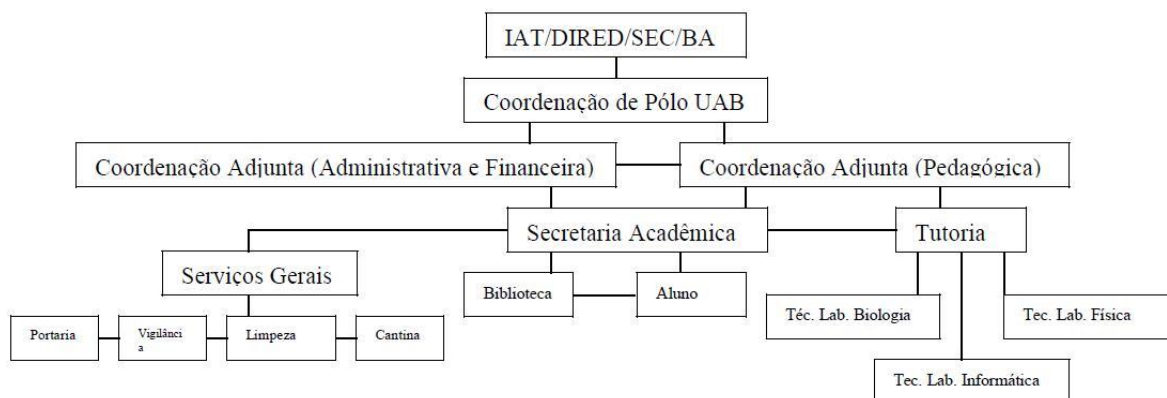 IAT/DIRED/SEC/BA
Coordenação de Pólo UAB
Coordenação Adjunta (Administrativa e Financeira)
Coordenação Adjunta (Pedagógica)
Secretaria Acadêmica
Tutoria
Serviços Gerais
Biblioteca
Aluno
Téc. Lab. Biologia
Tec. Lab. Física
Portaria
Vigilânci
a
Limpeza
Cantina
Tec. Lab. Informática